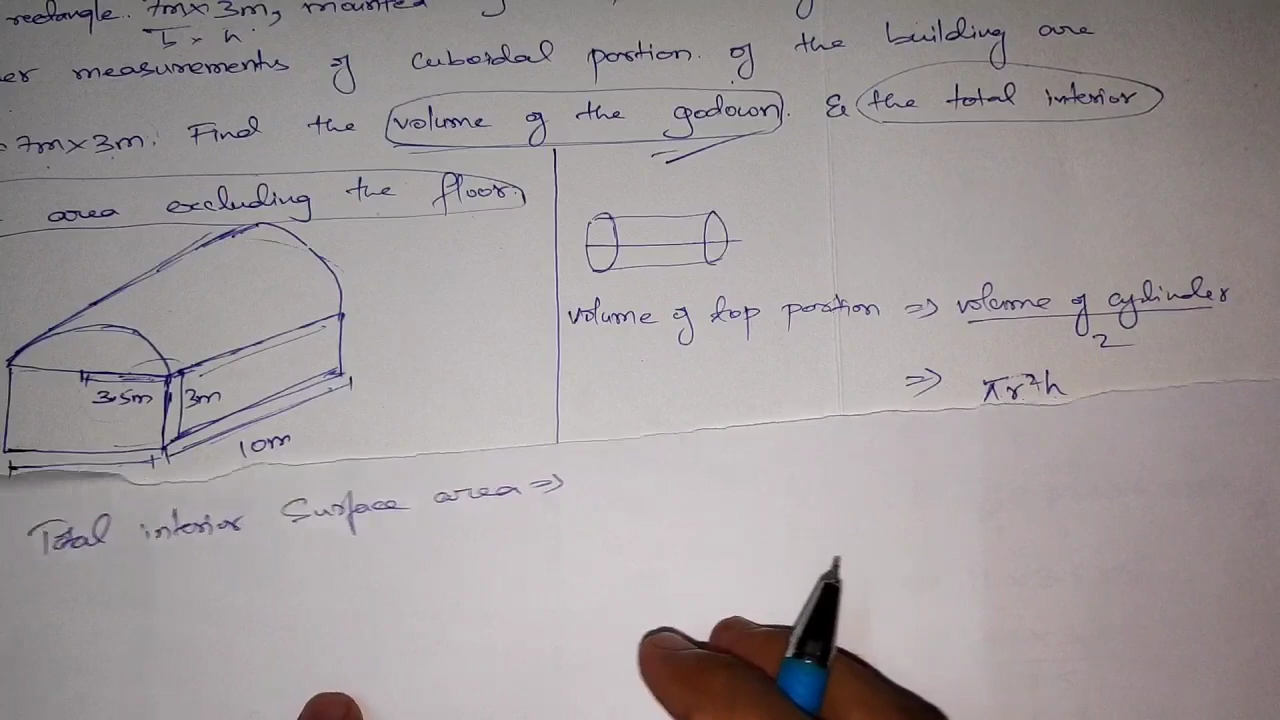 rectangle. 7m x 3m, mounted
b x h.
er measurements of cuboidal portion of the building are
7m x 3m. Find the volume of the godown. & the total interior
area excluding the floor.
volume of top portion => volume of cylinder
2
=> πr²h
3.5m 3m
10m
Total interior Surface area =>